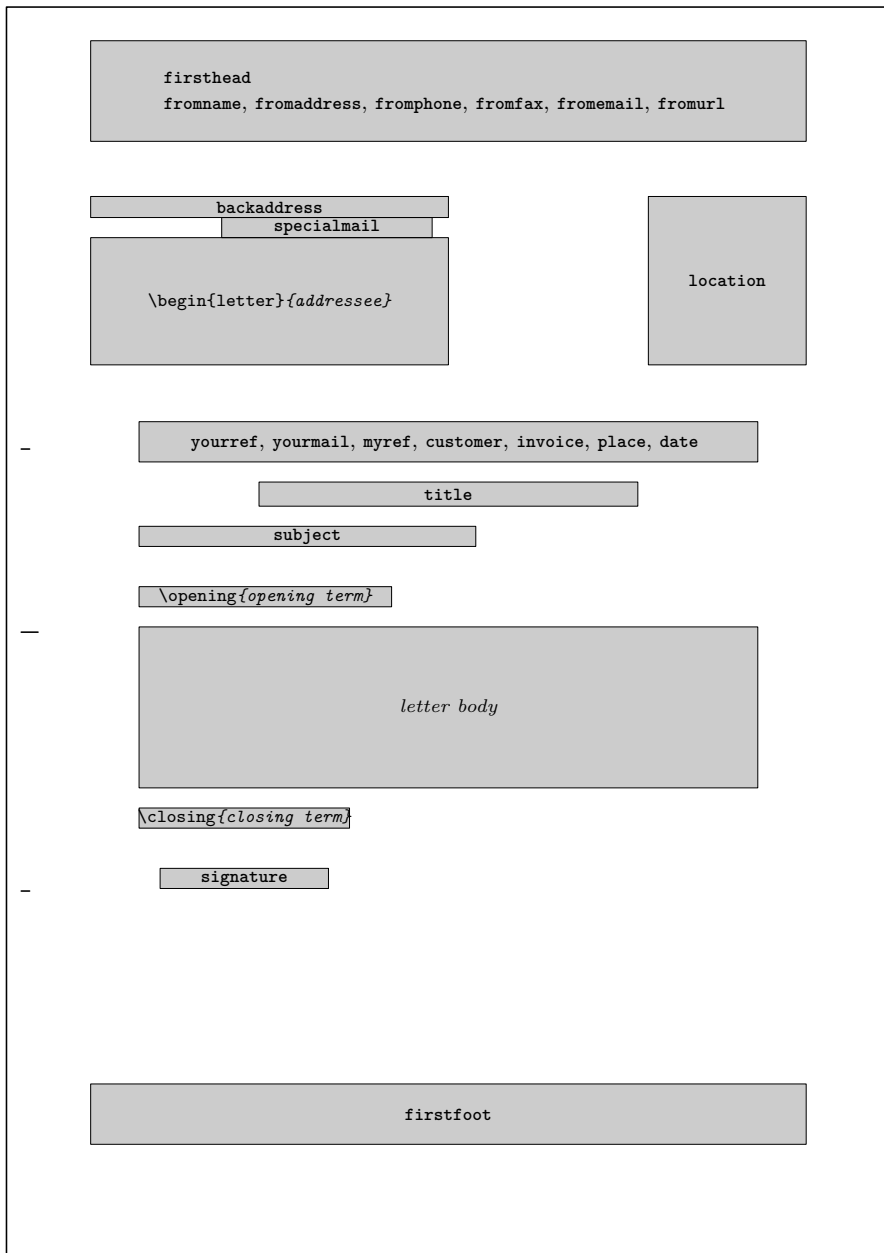 firsthead
fromname, fromaddress, fromphone, fromfax, fromemail, fromurl
backaddress
specialmail
\begin{letter}{addressee}
location
yourref, yourmail, myref, customer, invoice, place, date
title
subject
\opening{opening term}
letter body
\closing{closing term}
signature
firstfoot